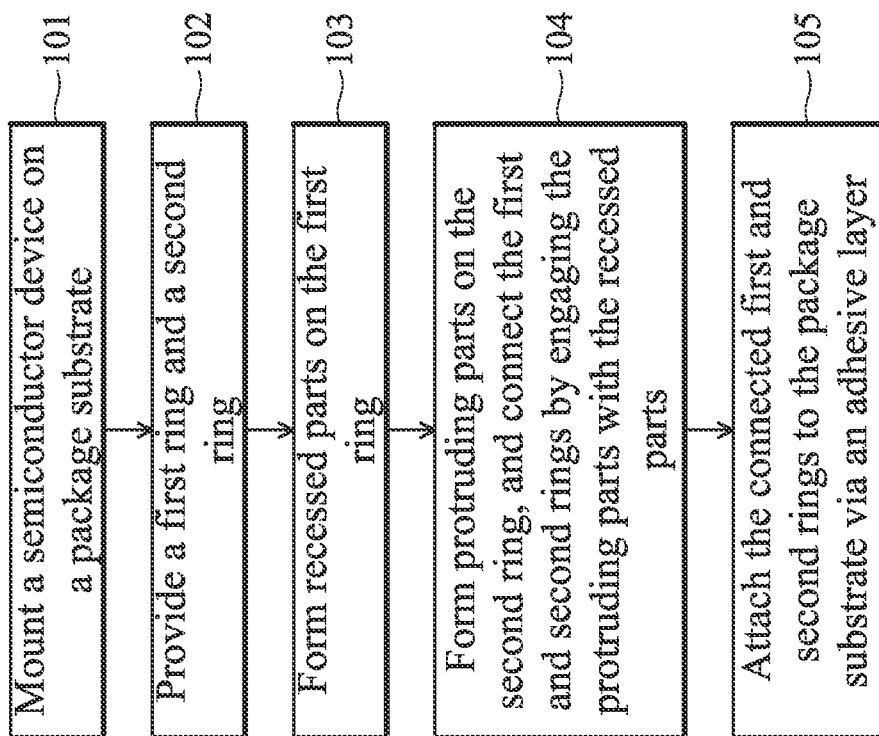 Mount a semiconductor device on
a package substrate
101
Provide a first ring and a second
ring
102
Form recessed parts on the first
ring
103
Form protruding parts on the
second ring, and connect the first
and second rings by engaging the
protruding parts with the recessed
parts
104
Attach the connected first and
second rings to the package
substrate via an adhesive layer
105